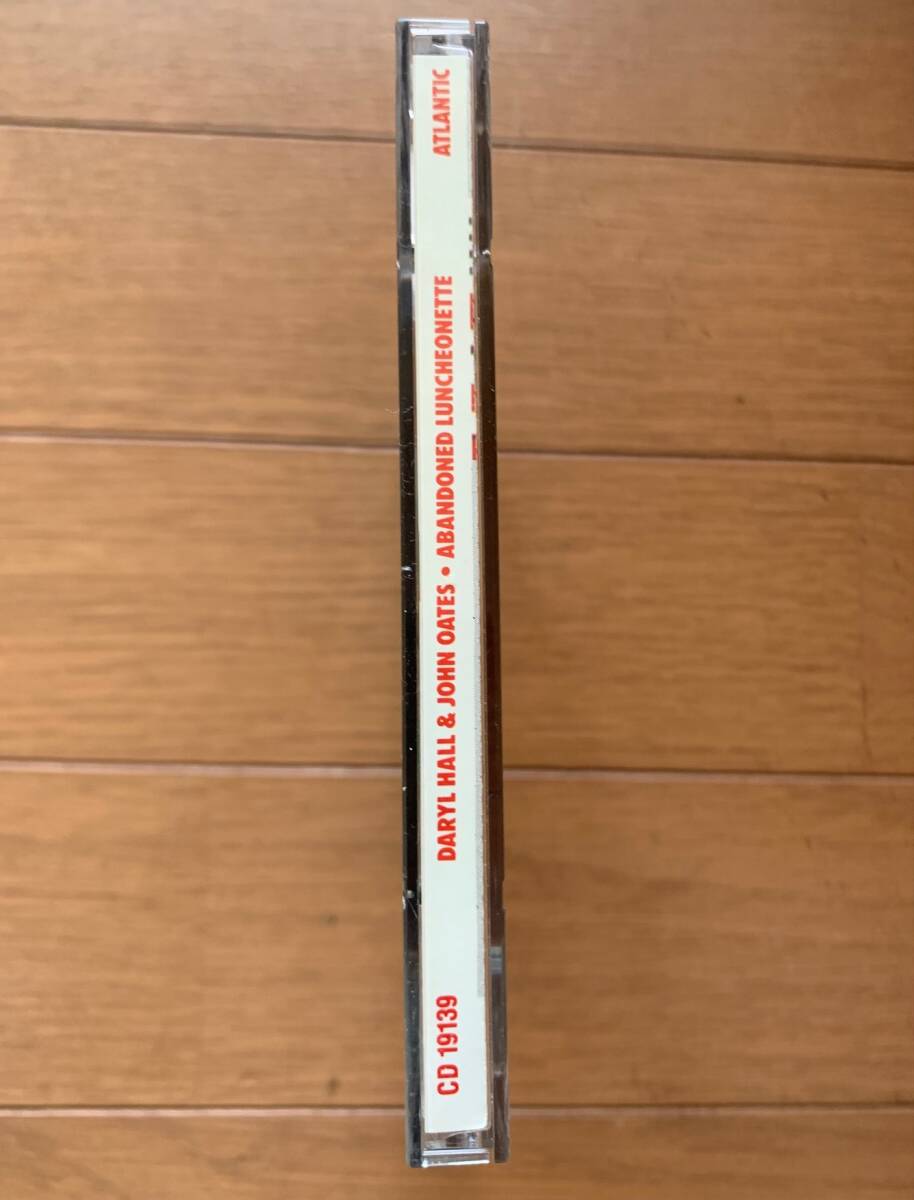 CD 19139 DARYL HALL & JOHN OATES • ABANDONED LUNCHEONETTE ATLANTIC